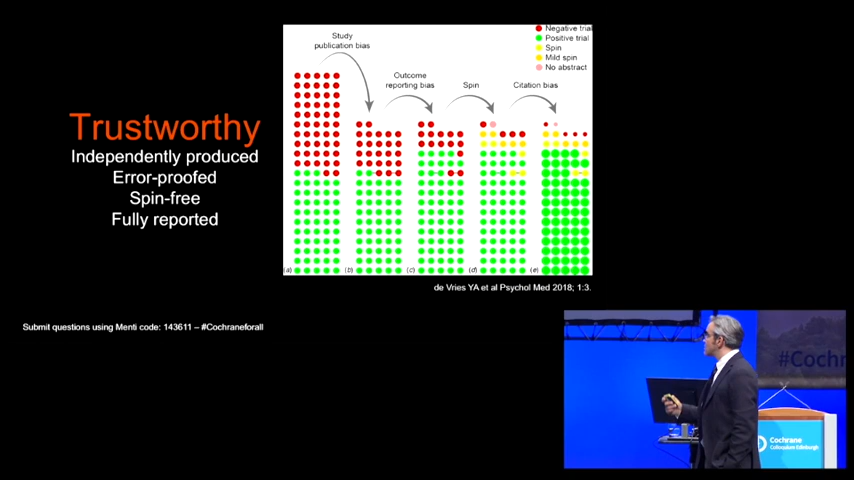 Trustworthy
Independently produced
Error-proofed
Spin-free
Fully reported
Study
publication bias
Outcome
reporting bias
Spin
Citation bias
Negative trial
Positive trial
Spin
Mild spin
No abstract
(a)
(b)
(c)
(d)
(e)
de Vries YA et al Psychol Med 2018; 1:3.
Submit questions using Menti code: 143611 – #Cochraneforall
#Cochr
Cochrane
Colloquium Edinburgh